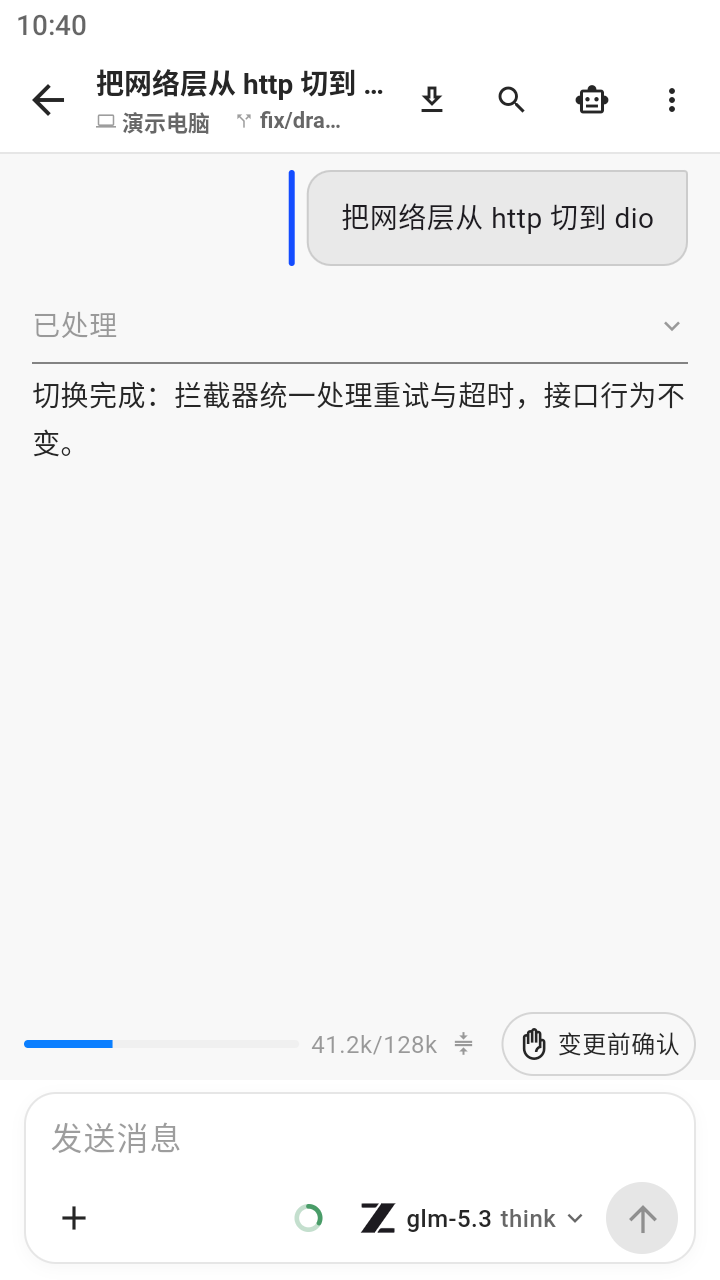 10:40
把网络层从 http 切到 ...
演示电脑 fix/dra...
把网络层从 http 切到 dio
已处理
切换完成：拦截器统一处理重试与超时，接口行为不
变。
41.2k/128k 变更前确认
发送消息
glm-5.3 think